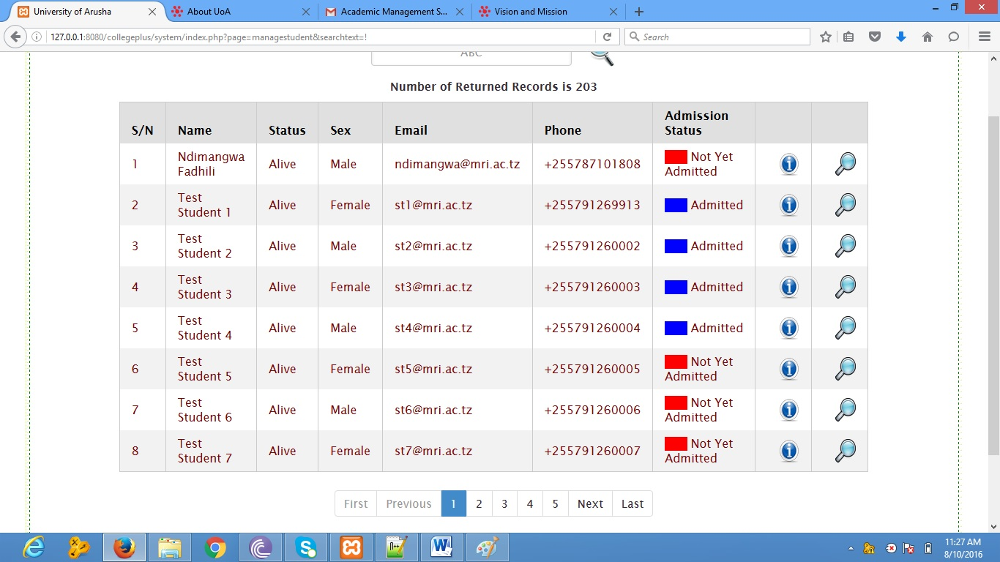 University of Arusha
About UoA
Academic Management S...
Vision and Mission
127.0.0.1:8080/collegeplus/system/index.php?page=managestudent&searchtext=!
Search
ABC
Number of Returned Records is 203
S/N Name Status Sex Email Phone Admission Status
1 Ndimangwa Fadhili Alive Male ndimangwa@mri.ac.tz +255787101808 Not Yet Admitted
2 Test Student 1 Alive Female st1@mri.ac.tz +255791269913 Admitted
3 Test Student 2 Alive Male st2@mri.ac.tz +255791260002 Admitted
4 Test Student 3 Alive Female st3@mri.ac.tz +255791260003 Admitted
5 Test Student 4 Alive Male st4@mri.ac.tz +255791260004 Admitted
6 Test Student 5 Alive Female st5@mri.ac.tz +255791260005 Not Yet Admitted
7 Test Student 6 Alive Male st6@mri.ac.tz +255791260006 Not Yet Admitted
8 Test Student 7 Alive Female st7@mri.ac.tz +255791260007 Not Yet Admitted
First Previous 1 2 3 4 5 Next Last
11:27 AM
8/10/2016